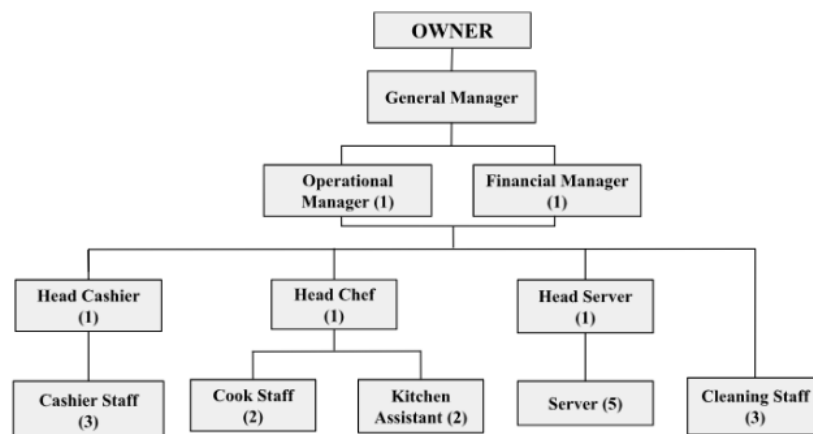 OWNER
General Manager
Operational
Manager (1)
Financial Manager
(1)
Head Cashier
(1)
Head Chef
(1)
Head Server
(1)
Cashier Staff
(3)
Cook Staff
(2)
Kitchen
Assistant (2)
Server (5)
Cleaning Staff
(3)